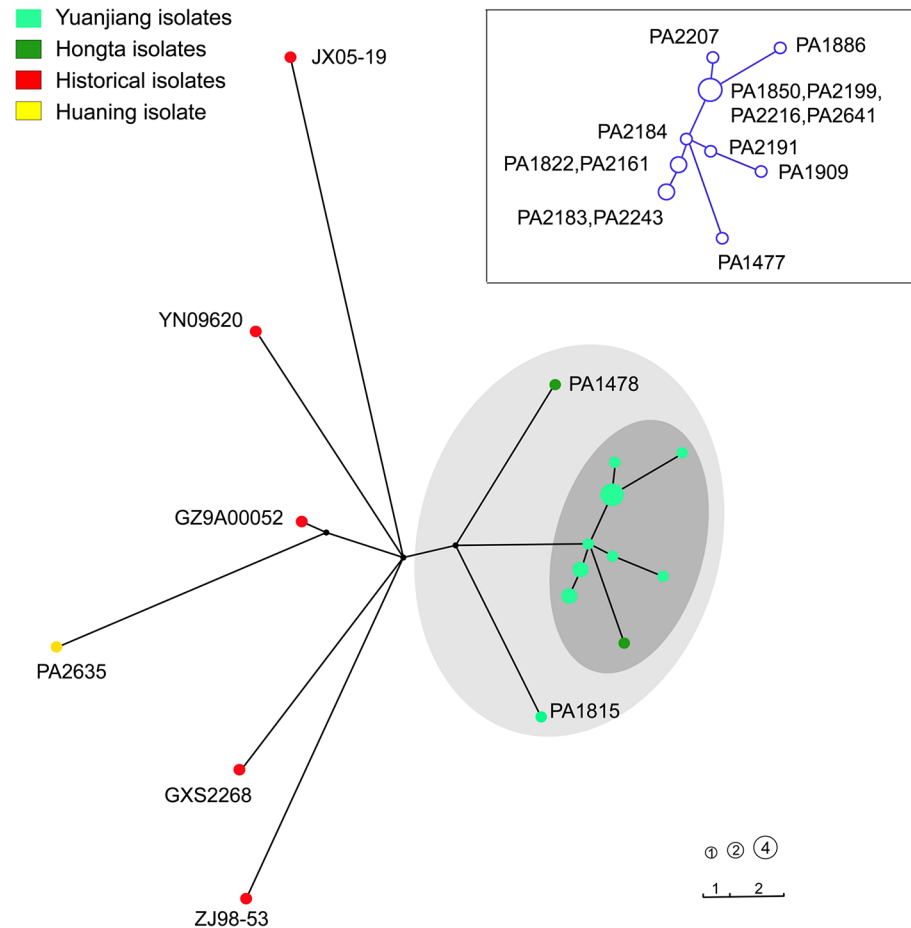 Yuanjiang isolates
Hongta isolates
Historical isolates
Huaning isolate
JX05-19
PA2207
PA1886
PA1850,PA2199,
PA2216,PA2641
PA2184
PA2191
PA1822,PA2161
PA1909
PA2183,PA2243
PA1477
YN09620
PA1478
GZ9A00052
PA2635
PA1815
GXS2268
ZJ98-53
1 2 4
1 2